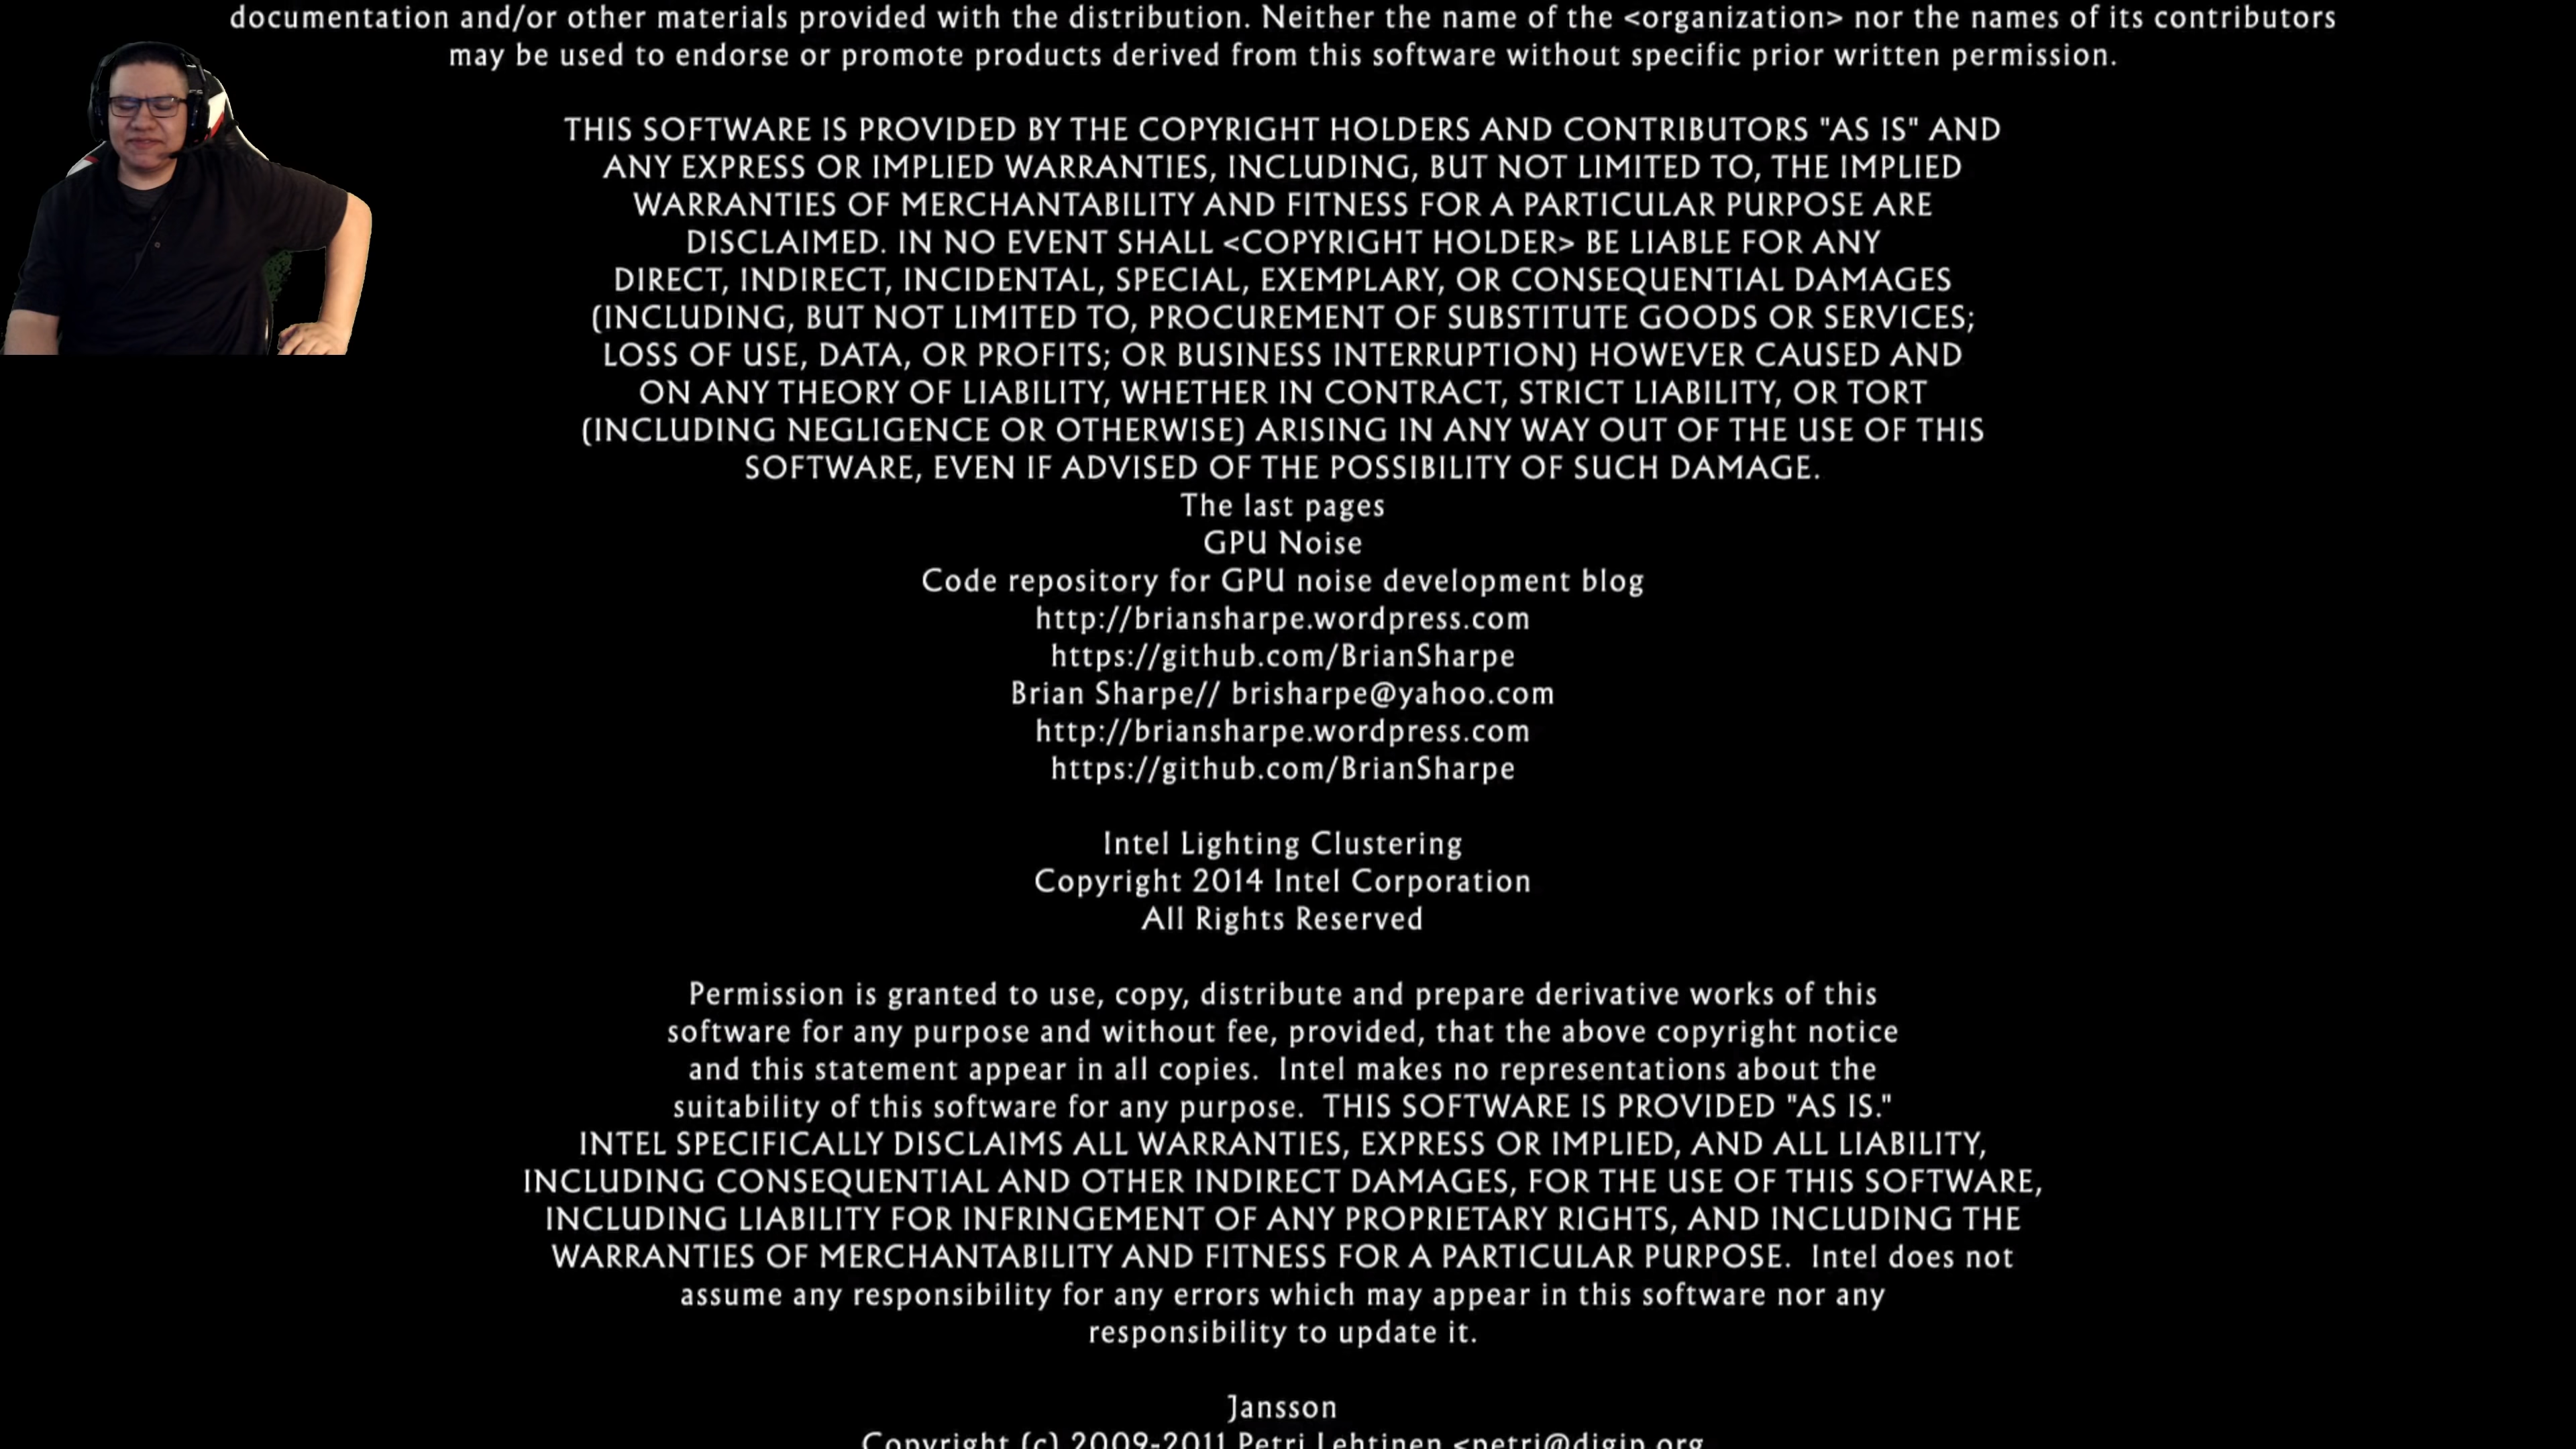 documentation and/or other materials provided with the distribution. Neither the name of the <organization> nor the names of its contributors
may be used to endorse or promote products derived from this software without specific prior written permission.
THIS SOFTWARE IS PROVIDED BY THE COPYRIGHT HOLDERS AND CONTRIBUTORS "AS IS" AND
ANY EXPRESS OR IMPLIED WARRANTIES, INCLUDING, BUT NOT LIMITED TO, THE IMPLIED
WARRANTIES OF MERCHANTABILITY AND FITNESS FOR A PARTICULAR PURPOSE ARE
DISCLAIMED. IN NO EVENT SHALL <COPYRIGHT HOLDER> BE LIABLE FOR ANY
DIRECT, INDIRECT, INCIDENTAL, SPECIAL, EXEMPLARY, OR CONSEQUENTIAL DAMAGES
(INCLUDING, BUT NOT LIMITED TO, PROCUREMENT OF SUBSTITUTE GOODS OR SERVICES;
LOSS OF USE, DATA, OR PROFITS; OR BUSINESS INTERRUPTION) HOWEVER CAUSED AND
ON ANY THEORY OF LIABILITY, WHETHER IN CONTRACT, STRICT LIABILITY, OR TORT
(INCLUDING NEGLIGENCE OR OTHERWISE) ARISING IN ANY WAY OUT OF THE USE OF THIS
SOFTWARE, EVEN IF ADVISED OF THE POSSIBILITY OF SUCH DAMAGE.
The last pages
GPU Noise
Code repository for GPU noise development blog
http://briansharpe.wordpress.com
https://github.com/BrianSharpe
Brian Sharpe// brisharpe@yahoo.com
http://briansharpe.wordpress.com
https://github.com/BrianSharpe
Intel Lighting Clustering
Copyright 2014 Intel Corporation
All Rights Reserved
Permission is granted to use, copy, distribute and prepare derivative works of this
software for any purpose and without fee, provided, that the above copyright notice
and this statement appear in all copies.  Intel makes no representations about the
suitability of this software for any purpose.  THIS SOFTWARE IS PROVIDED "AS IS."
INTEL SPECIFICALLY DISCLAIMS ALL WARRANTIES, EXPRESS OR IMPLIED, AND ALL LIABILITY,
INCLUDING CONSEQUENTIAL AND OTHER INDIRECT DAMAGES, FOR THE USE OF THIS SOFTWARE,
INCLUDING LIABILITY FOR INFRINGEMENT OF ANY PROPRIETARY RIGHTS, AND INCLUDING THE
WARRANTIES OF MERCHANTABILITY AND FITNESS FOR A PARTICULAR PURPOSE.  Intel does not
assume any responsibility for any errors which may appear in this software nor any
responsibility to update it.
Jansson
Copyright (c) 2009-2011 Petri Lehtinen <petri@digip.org